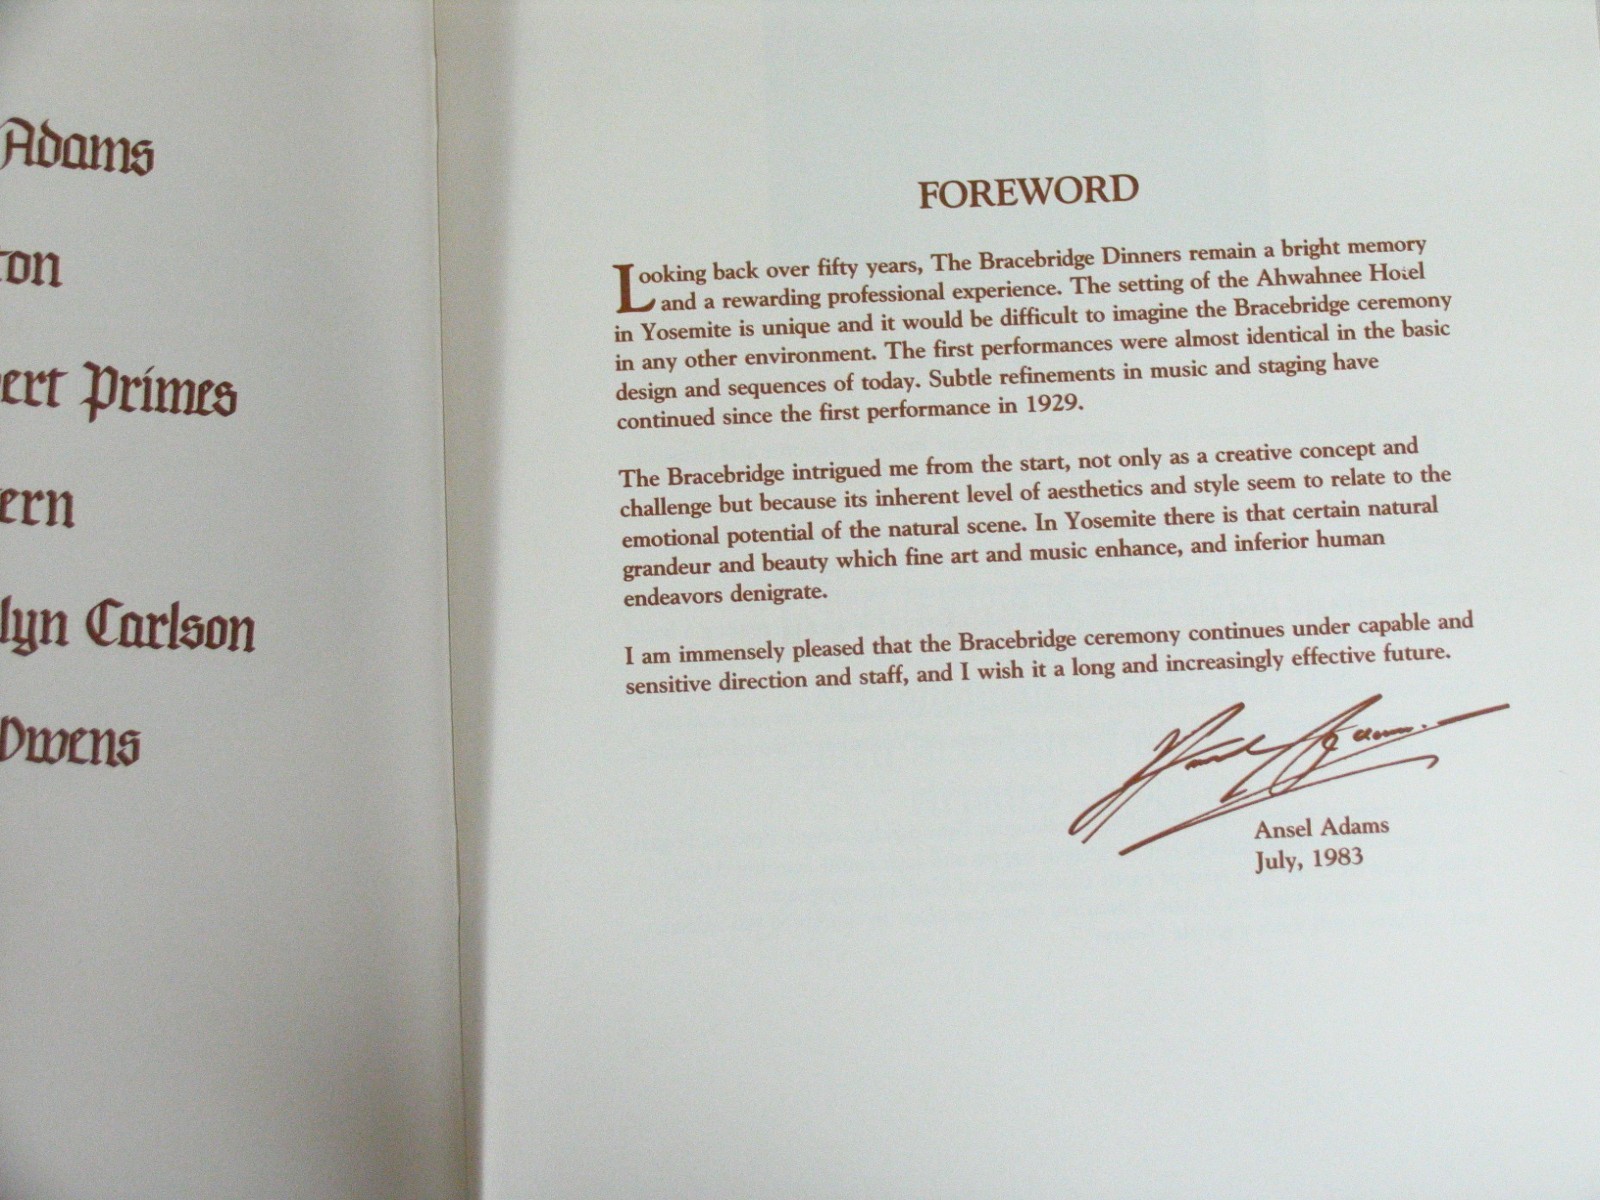 Adams
ton
ert Primes
ern
lyn Carlson
Owens
FOREWORD
Looking back over fifty years, The Bracebridge Dinners remain a bright memory
and a rewarding professional experience. The setting of the Ahwahnee Hotel
in Yosemite is unique and it would be difficult to imagine the Bracebridge ceremony
in any other environment. The first performances were almost identical in the basic
design and sequences of today. Subtle refinements in music and staging have
continued since the first performance in 1929.
The Bracebridge intrigued me from the start, not only as a creative concept and
challenge but because its inherent level of aesthetics and style seem to relate to the
emotional potential of the natural scene. In Yosemite there is that certain natural
grandeur and beauty which fine art and music enhance, and inferior human
endeavors denigrate.
I am immensely pleased that the Bracebridge ceremony continues under capable and
sensitive direction and staff, and I wish it a long and increasingly effective future.
Ansel Adams
Ansel Adams
July, 1983